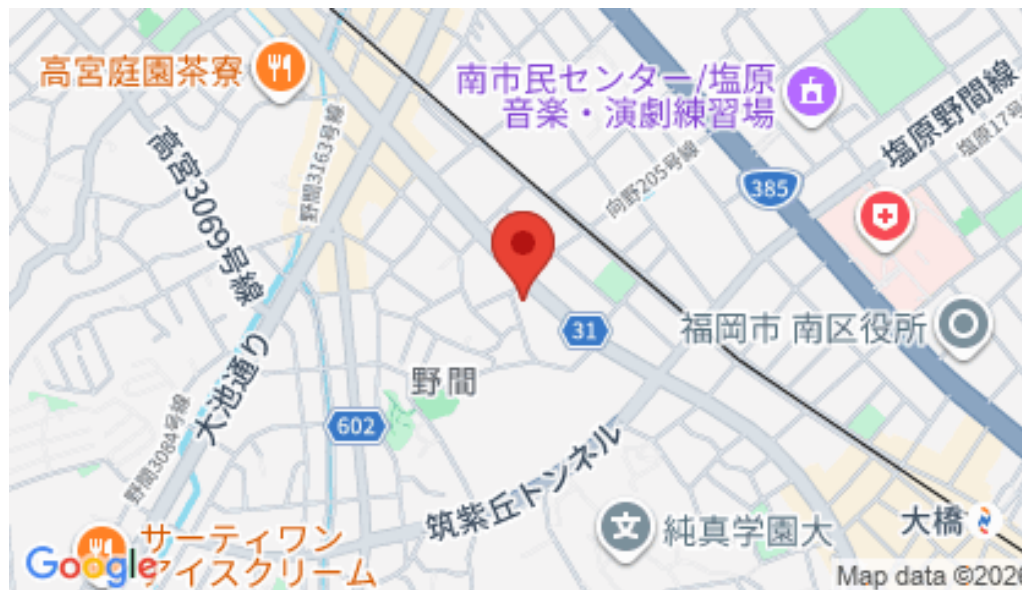 高宮庭園茶寮
南市民センター/塩原
音楽・演劇練習場
塩原野間線
塩原17号
高宮3069号線
野間3163号線
向野205号線
385
31
福岡市 南区役所
大池通り
野間
602
野間3084号線
筑紫丘トンネル
純真学園大
大橋
サーティワン
アイスクリーム
Google
Map data ©2026